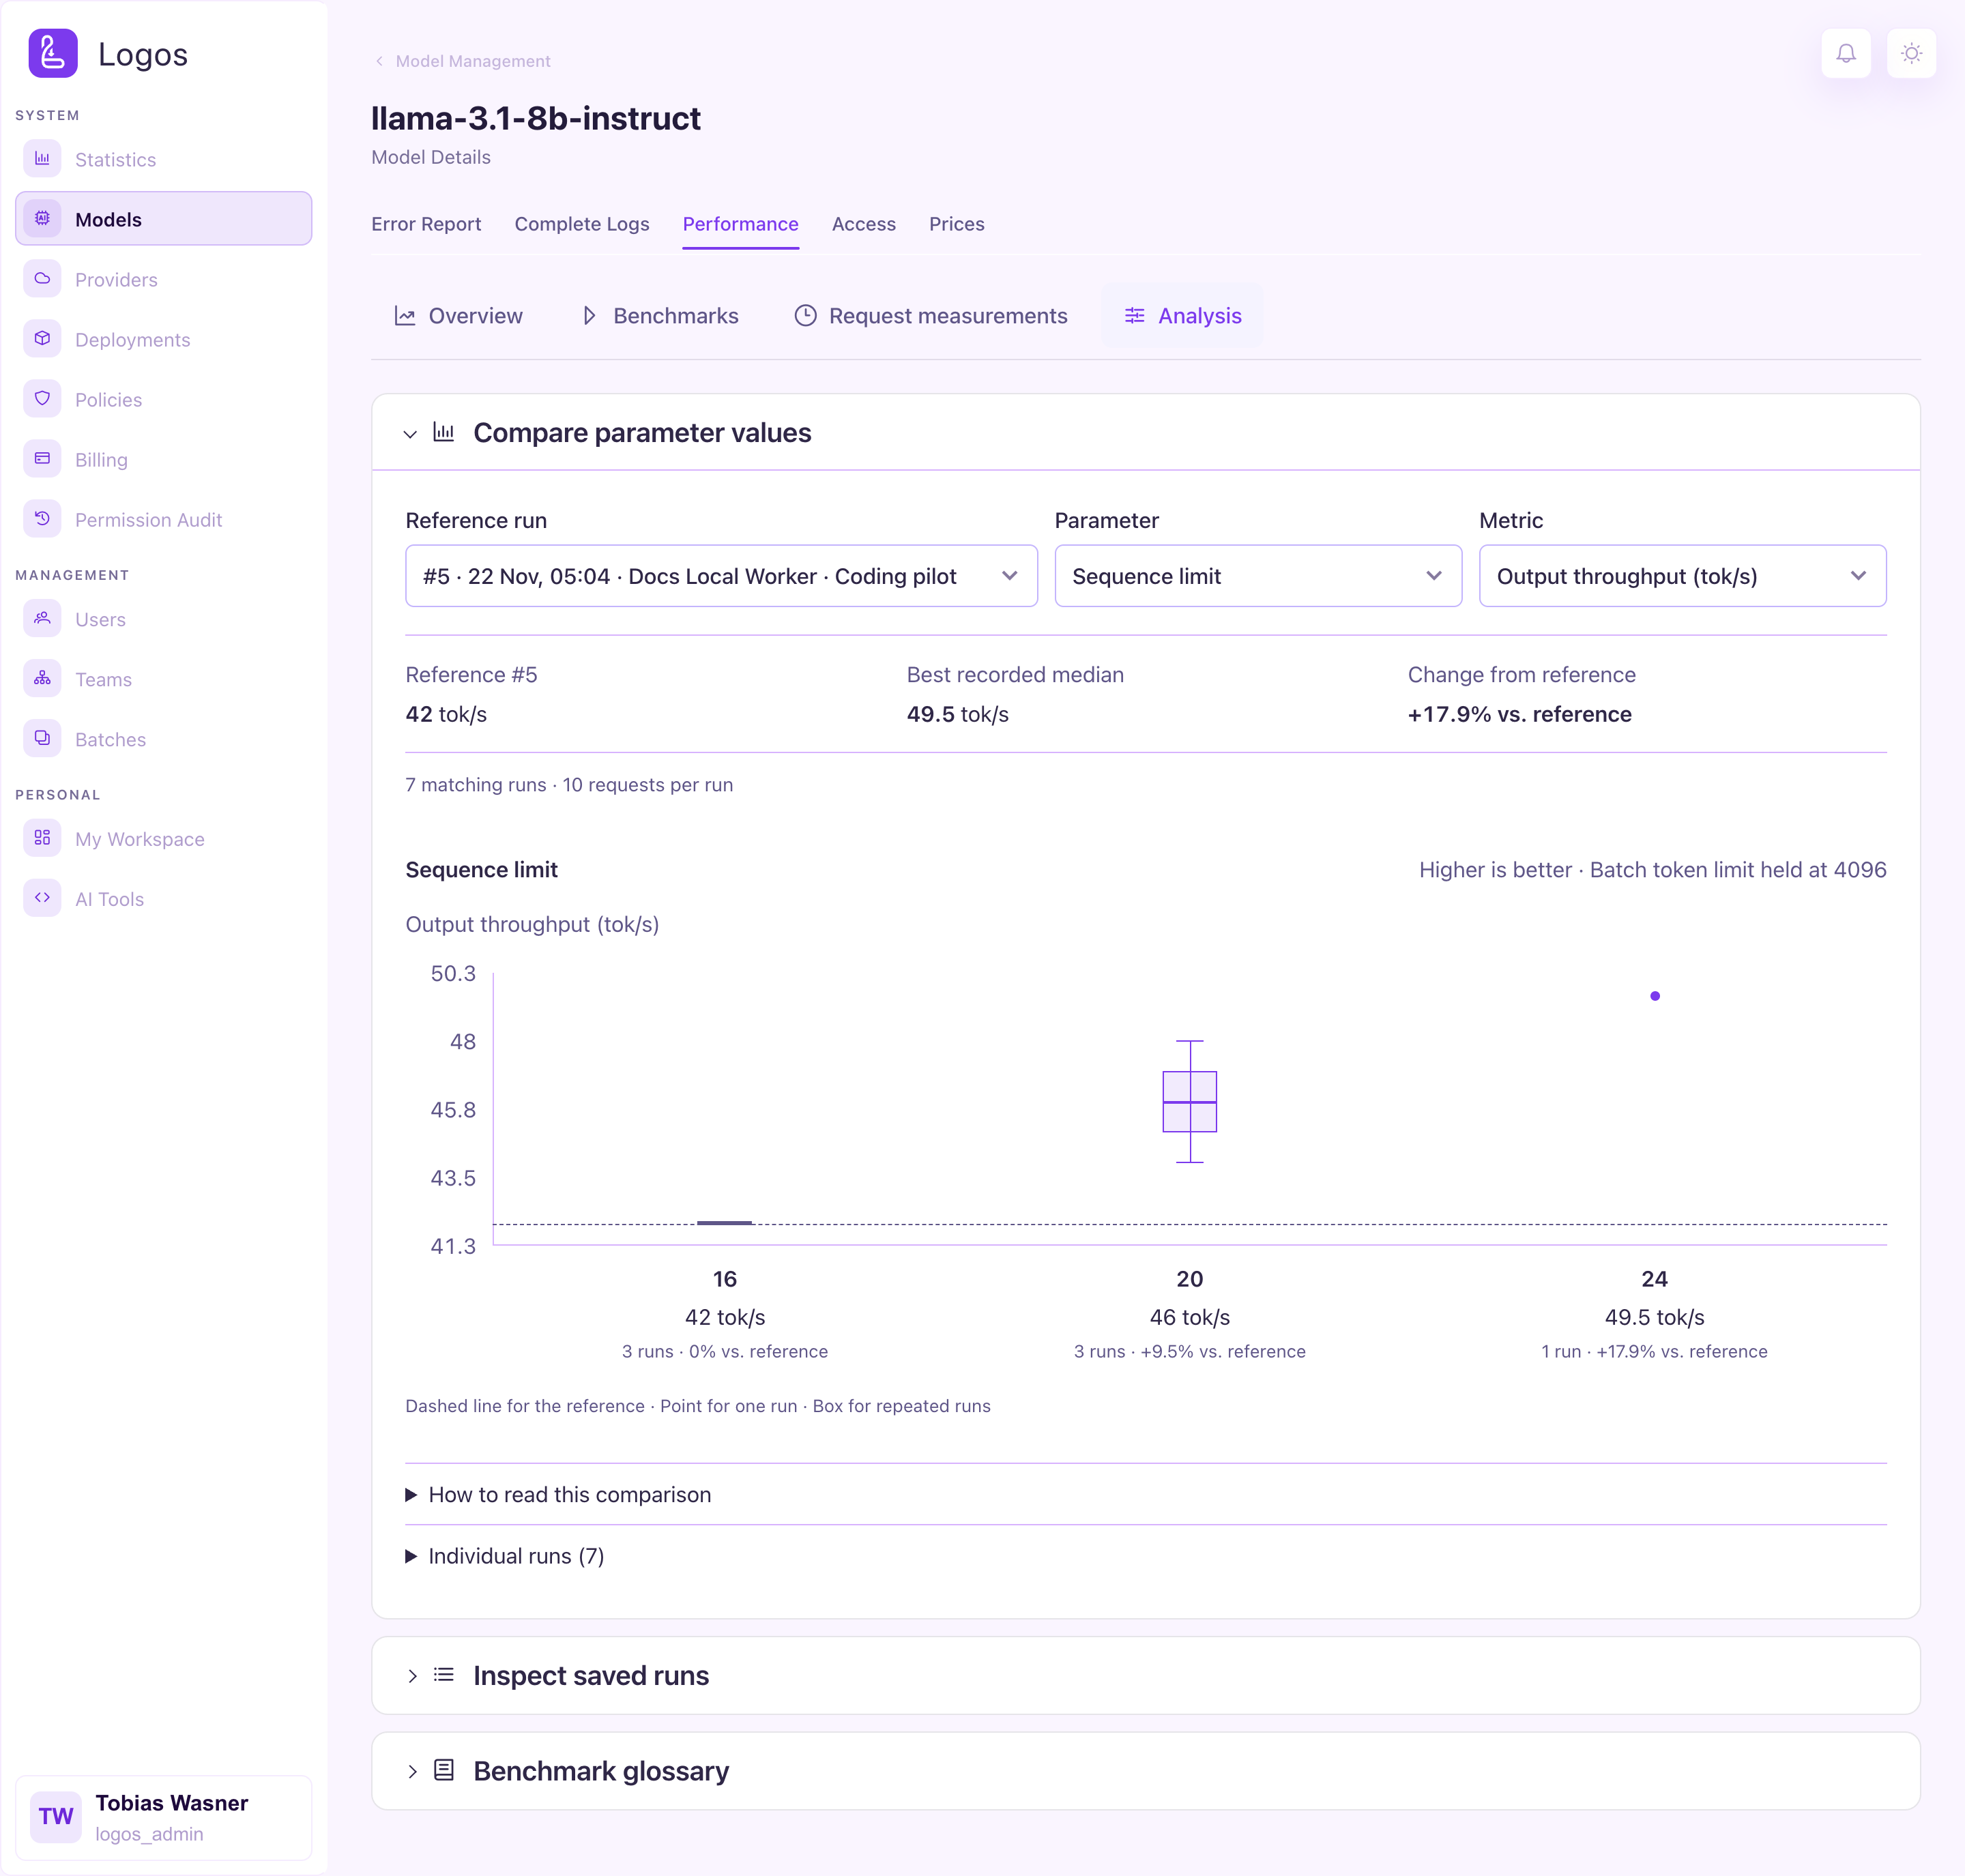 Logos
SYSTEM
Statistics
Models
Providers
Deployments
Policies
Billing
Permission Audit
MANAGEMENT
Users
Teams
Batches
PERSONAL
My Workspace
AI Tools
TW
Tobias Wasner
logos_admin
Model Management
llama-3.1-8b-instruct
Model Details
Error Report Complete Logs Performance Access Prices
Overview Benchmarks Request measurements Analysis
Compare parameter values
Reference run Parameter Metric
#5 · 22 Nov, 05:04 · Docs Local Worker · Coding pilot Sequence limit Output throughput (tok/s)
Reference #5 Best recorded median Change from reference
42 tok/s 49.5 tok/s +17.9% vs. reference
7 matching runs · 10 requests per run
Sequence limit Higher is better · Batch token limit held at 4096
Output throughput (tok/s)
50.3
48
45.8
43.5
41.3
16 20 24
42 tok/s 46 tok/s 49.5 tok/s
3 runs · 0% vs. reference 3 runs · +9.5% vs. reference 1 run · +17.9% vs. reference
Dashed line for the reference · Point for one run · Box for repeated runs
How to read this comparison
Individual runs (7)
Inspect saved runs
Benchmark glossary